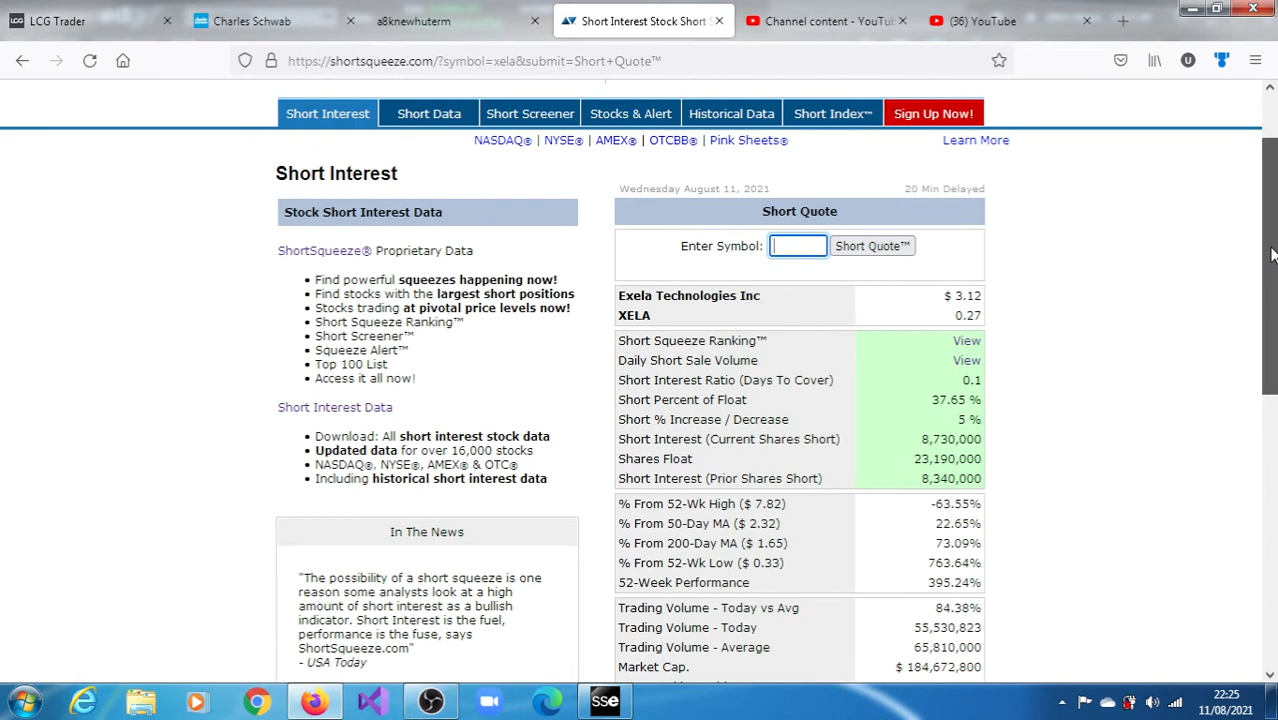 LCG Trader
Charles Schwab
a8knewhuterm
Short Interest Stock Short S
Channel content - YouTu
(36) YouTube
https://shortsqueeze.com/?symbol=xela&submit=Short+Quote™
Short Interest
Short Data
Short Screener
Stocks & Alert
Historical Data
Short Index™
Sign Up Now!
NASDAQ® | NYSE® | AMEX® | OTCBB® | Pink Sheets®
Learn More
Short Interest
Stock Short Interest Data
ShortSqueeze® Proprietary Data
• Find powerful squeezes happening now!
• Find stocks with the largest short positions
• Stocks trading at pivotal price levels now!
• Short Squeeze Ranking™
• Short Screener™
• Squeeze Alert™
• Top 100 List
• Access it all now!
Short Interest Data
• Download: All short interest stock data
• Updated data for over 16,000 stocks
• NASDAQ®, NYSE®, AMEX® & OTC®
• Including historical short interest data
In The News
"The possibility of a short squeeze is one
reason some analysts look at a high
amount of short interest as a bullish
indicator. Short Interest is the fuel,
performance is the fuse, says
ShortSqueeze.com"
- USA Today
Wednesday August 11, 2021 20 Min Delayed
Short Quote
Enter Symbol: Short Quote™
Exela Technologies Inc $ 3.12
XELA 0.27
Short Squeeze Ranking™ View
Daily Short Sale Volume View
Short Interest Ratio (Days To Cover) 0.1
Short Percent of Float 37.65 %
Short % Increase / Decrease 5 %
Short Interest (Current Shares Short) 8,730,000
Shares Float 23,190,000
Short Interest (Prior Shares Short) 8,340,000
% From 52-Wk High ($ 7.82) -63.55%
% From 50-Day MA ($ 2.32) 22.65%
% From 200-Day MA ($ 1.65) 73.09%
% From 52-Wk Low ($ 0.33) 763.64%
52-Week Performance 395.24%
Trading Volume - Today vs Avg 84.38%
Trading Volume - Today 55,530,823
Trading Volume - Average 65,810,000
Market Cap. $ 184,672,800
SSe
22:25
11/08/2021